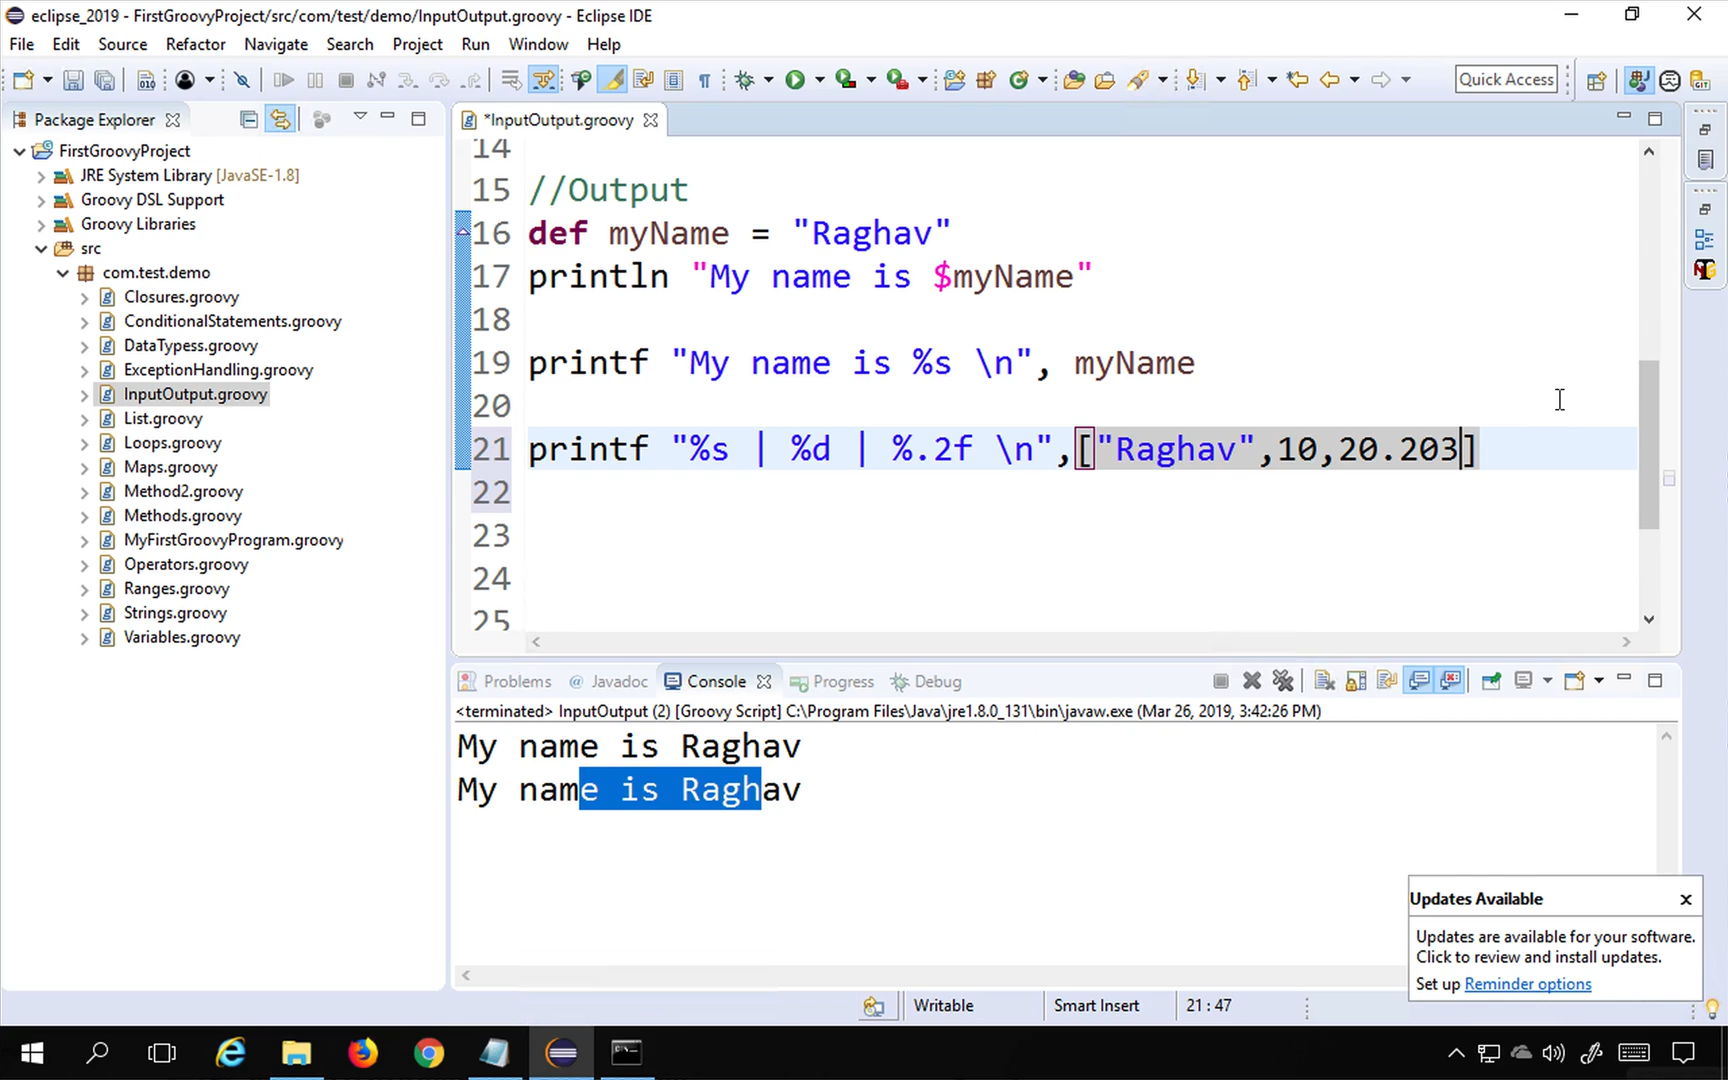 eclipse_2019 - FirstGroovyProject/src/com/test/demo/InputOutput.groovy - Eclipse IDE
File Edit Source Refactor Navigate Search Project Run Window Help
Quick Access
Package Explorer
FirstGroovyProject
JRE System Library [JavaSE-1.8]
Groovy DSL Support
Groovy Libraries
src
com.test.demo
Closures.groovy
ConditionalStatements.groovy
DataTypess.groovy
ExceptionHandling.groovy
InputOutput.groovy
List.groovy
Loops.groovy
Maps.groovy
Method2.groovy
Methods.groovy
MyFirstGroovyProgram.groovy
Operators.groovy
Ranges.groovy
Strings.groovy
Variables.groovy
*InputOutput.groovy
14
15 //Output
16 def myName = "Raghav"
17 println "My name is $myName"
18
19 printf "My name is %s \n", myName
20
21 printf "%s | %d | %.2f \n",["Raghav",10,20.203]
22
23
24
25
Problems @ Javadoc Console Progress Debug
<terminated> InputOutput (2) [Groovy Script] C:\Program Files\Java\jre1.8.0_131\bin\javaw.exe (Mar 26, 2019, 3:42:26 PM)
My name is Raghav
My name is Raghav
Updates Available
Updates are available for your software.
Click to review and install updates.
Set up Reminder options
Writable Smart Insert 21 : 47